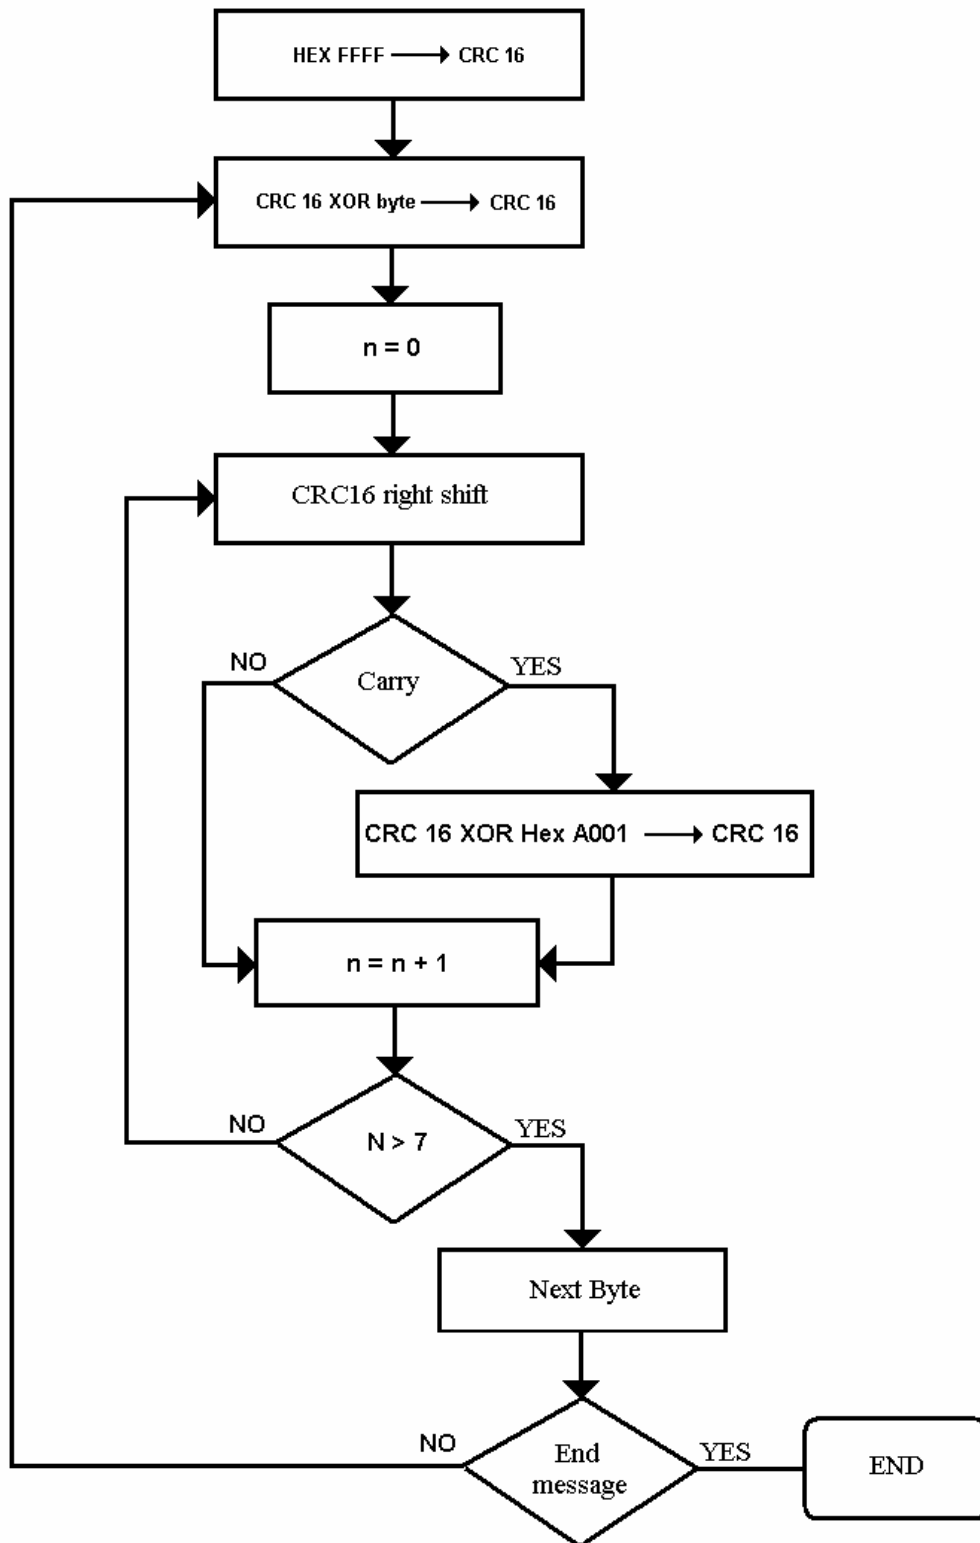 HEX FFFF → CRC 16
CRC 16 XOR byte → CRC 16
n = 0
CRC16 right shift
NO
Carry
YES
CRC 16 XOR Hex A001 → CRC 16
n = n + 1
NO
N > 7
YES
Next Byte
NO
End
message
YES
END